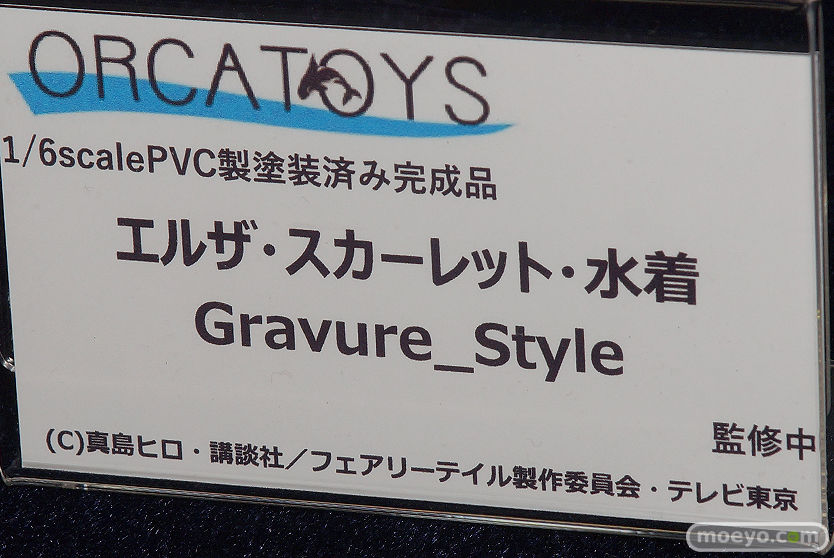 ORCATOYS
1/6scalePVC製塗装済み完成品
エルザ・スカーレット・水着
Gravure_Style
監修中
(C)真島ヒロ・講談社／フェアリーテイル製作委員会・テレビ東京
moeyo.com